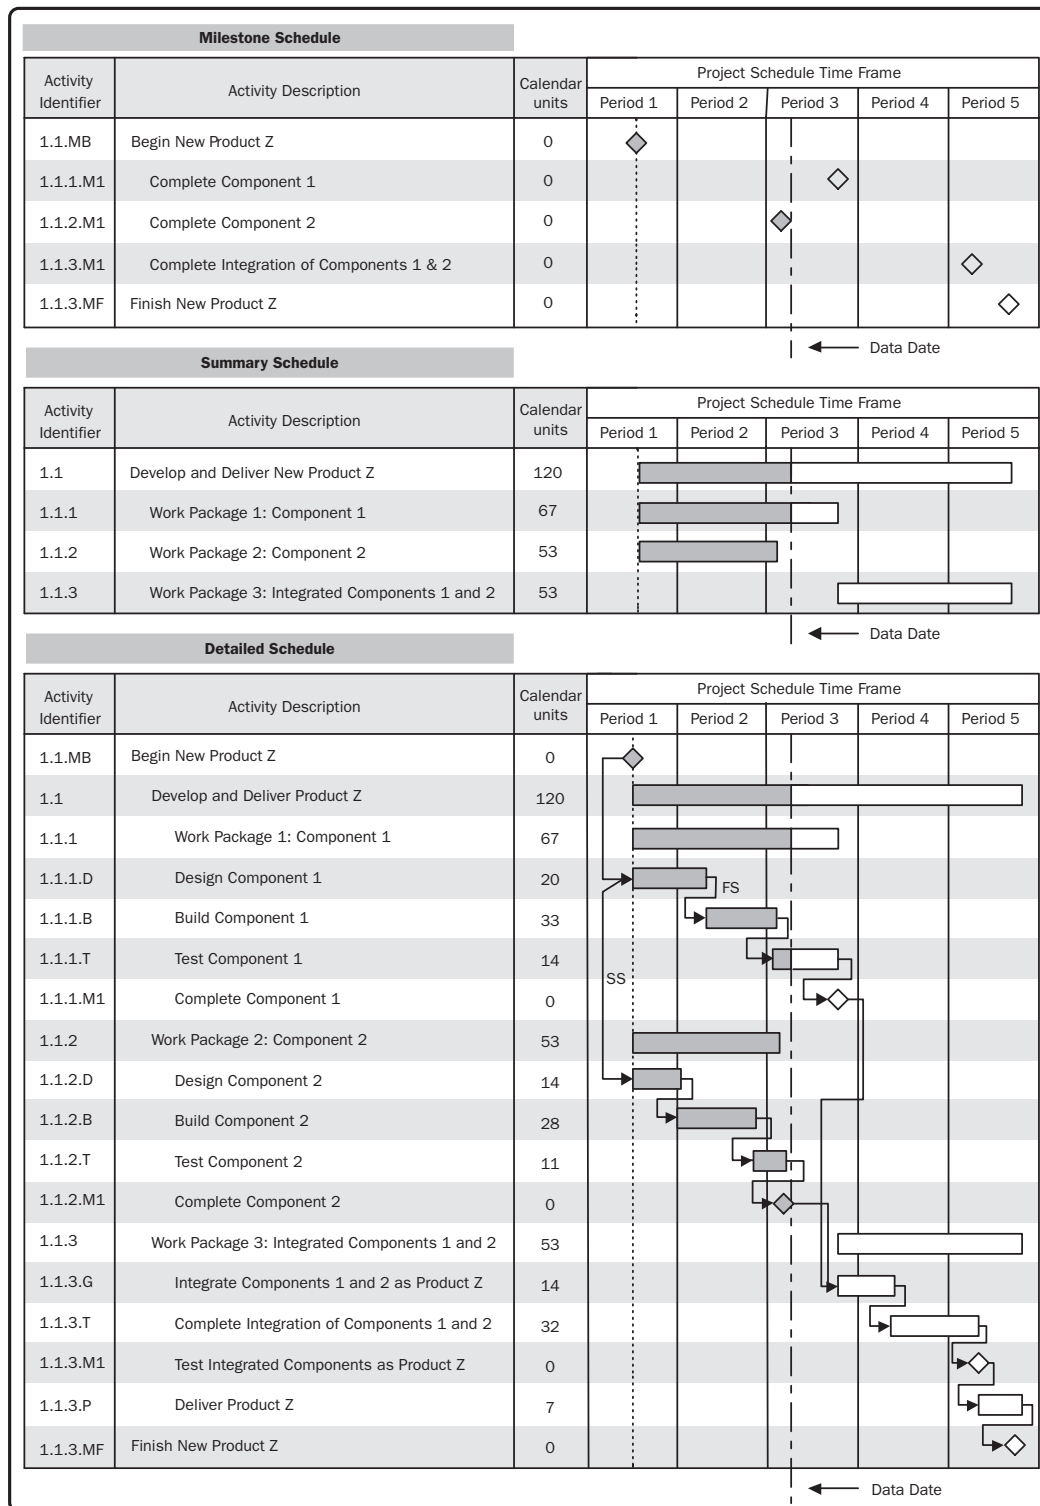 Milestone Schedule
Activity Identifier Activity Description Calendar units Project Schedule Time Frame
Period 1 Period 2 Period 3 Period 4 Period 5
1.1.MB Begin New Product Z 0
1.1.1.M1 Complete Component 1 0
1.1.2.M1 Complete Component 2 0
1.1.3.M1 Complete Integration of Components 1 & 2 0
1.1.3.MF Finish New Product Z 0
Data Date
Summary Schedule
Activity Identifier Activity Description Calendar units Project Schedule Time Frame
Period 1 Period 2 Period 3 Period 4 Period 5
1.1 Develop and Deliver New Product Z 120
1.1.1 Work Package 1: Component 1 67
1.1.2 Work Package 2: Component 2 53
1.1.3 Work Package 3: Integrated Components 1 and 2 53
Data Date
Detailed Schedule
Activity Identifier Activity Description Calendar units Project Schedule Time Frame
Period 1 Period 2 Period 3 Period 4 Period 5
1.1.MB Begin New Product Z 0
1.1 Develop and Deliver Product Z 120
1.1.1 Work Package 1: Component 1 67
1.1.1.D Design Component 1 20 FS
1.1.1.B Build Component 1 33
1.1.1.T Test Component 1 14
SS
1.1.1.M1 Complete Component 1 0
1.1.2 Work Package 2: Component 2 53
1.1.2.D Design Component 2 14
1.1.2.B Build Component 2 28
1.1.2.T Test Component 2 11
1.1.2.M1 Complete Component 2 0
1.1.3 Work Package 3: Integrated Components 1 and 2 53
1.1.3.G Integrate Components 1 and 2 as Product Z 14
1.1.3.T Complete Integration of Components 1 and 2 32
1.1.3.M1 Test Integrated Components as Product Z 0
1.1.3.P Deliver Product Z 7
1.1.3.MF Finish New Product Z 0
Data Date